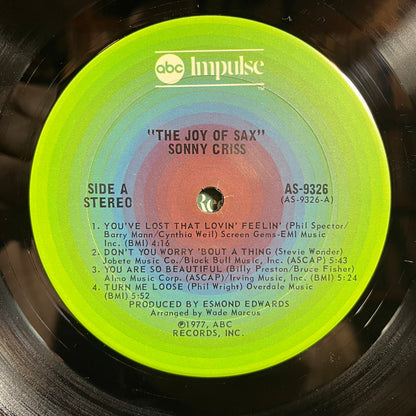 abc Impulse
"THE JOY OF SAX"
SONNY CRISS
SIDE A
STEREO
AS-9326
(AS-9326-A)
1. YOU'VE LOST THAT LOVIN' FEELIN' (Phil Spector/
Barry Mann/Cynthia Weil) Screen Gems-EMI Music
Inc. (BMI) 4:16
2. DON'T YOU WORRY 'BOUT A THING (Stevie Wonder)
Jobete Music Co./Black Bull Music, Inc. (ASCAP) 5:43
3. YOU ARE SO BEAUTIFUL (Billy Preston/Bruce Fisher)
Almo Music Corp. (ASCAP)/Irving Music, Inc. (BMI) 5:24
4. TURN ME LOOSE (Phil Wright) Overdale Music
(BMI) 5:52
PRODUCED BY ESMOND EDWARDS
Arranged by Wade Marcus
℗1977, ABC
RECORDS, INC.